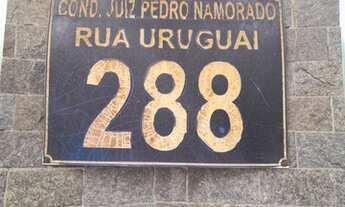 COND. JUIZ PEDRO NAMORADO
RUA URUGUAI
288